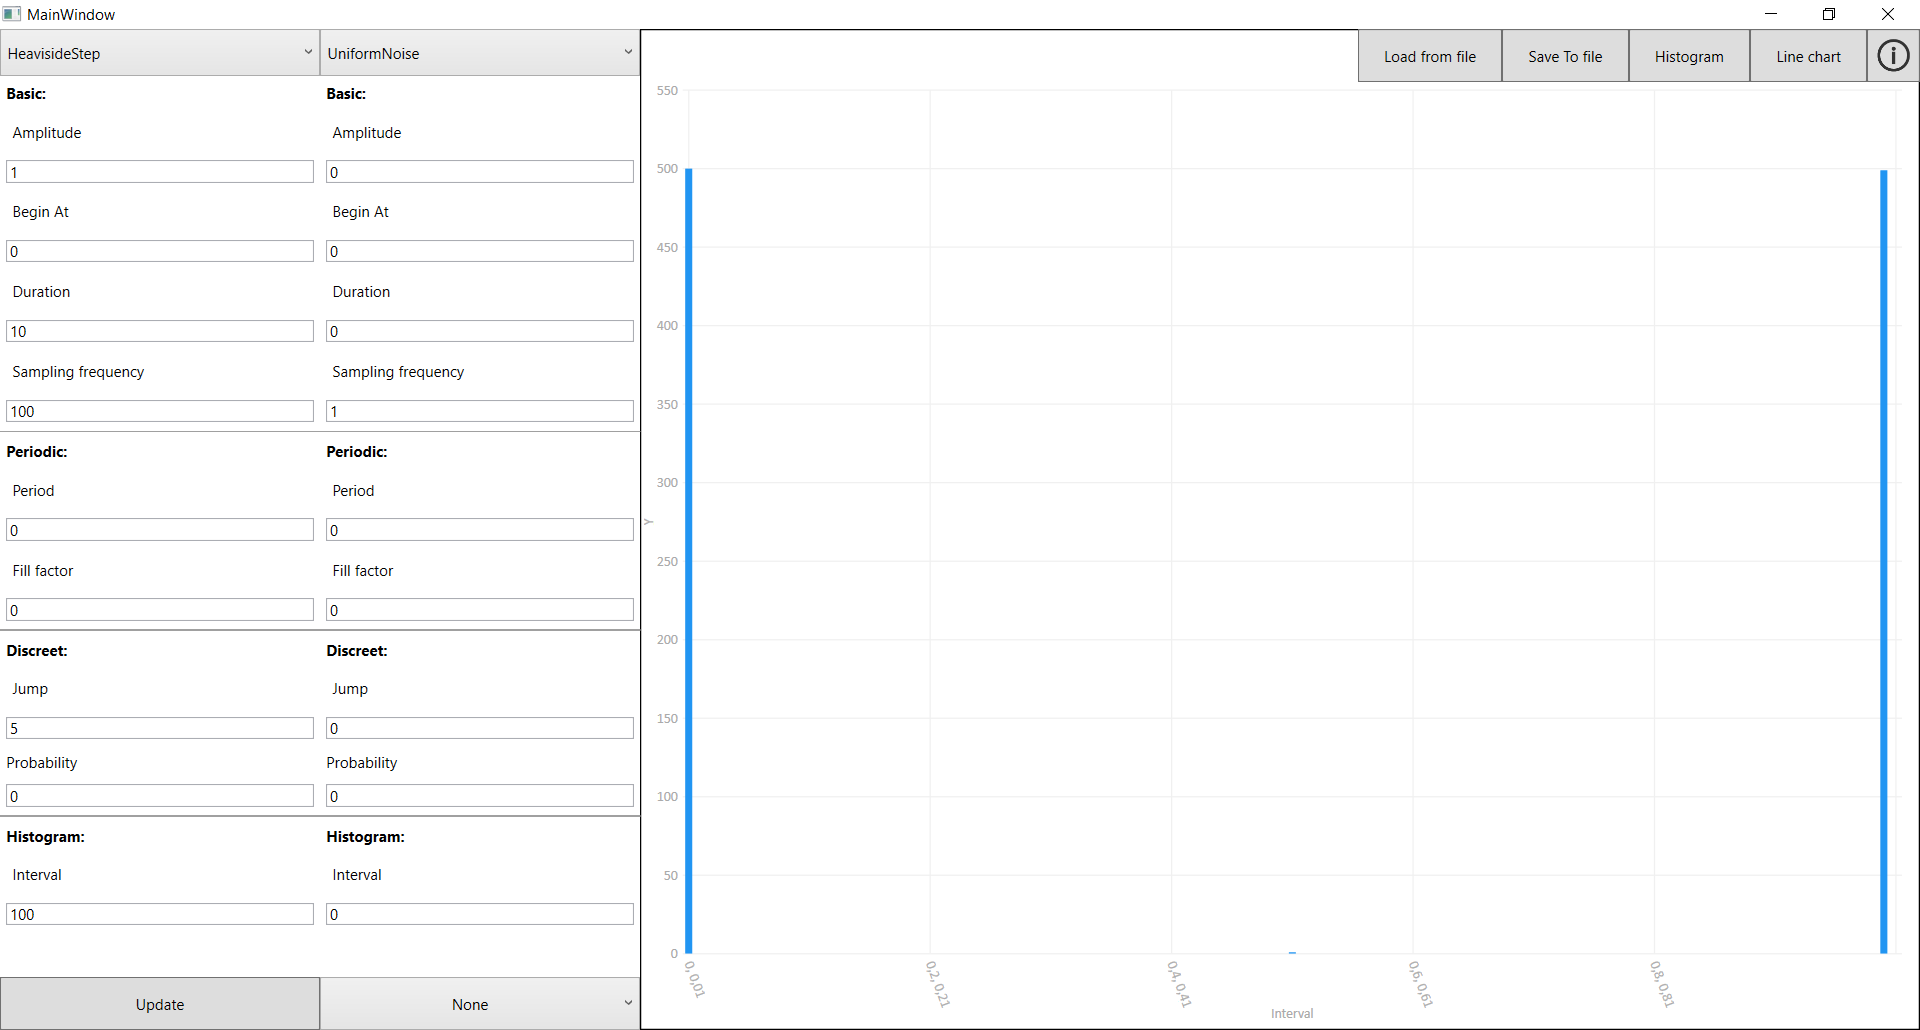 MainWindow
HeavisideStep
UniformNoise
Load from file
Save To file
Histogram
Line chart
Basic:
Basic:
Amplitude
Amplitude
1
0
Begin At
Begin At
0
0
Duration
Duration
10
0
Sampling frequency
Sampling frequency
100
1
Periodic:
Periodic:
Period
Period
0
0
Fill factor
Fill factor
0
0
Discreet:
Discreet:
Jump
Jump
5
0
Probability
Probability
0
0
Histogram:
Histogram:
Interval
Interval
100
0
Update
None
550
500
450
400
350
300
250
200
150
100
50
0
Y
0, 0,01
0,2, 0,21
0,4, 0,41
0,6, 0,61
0,8, 0,81
Interval